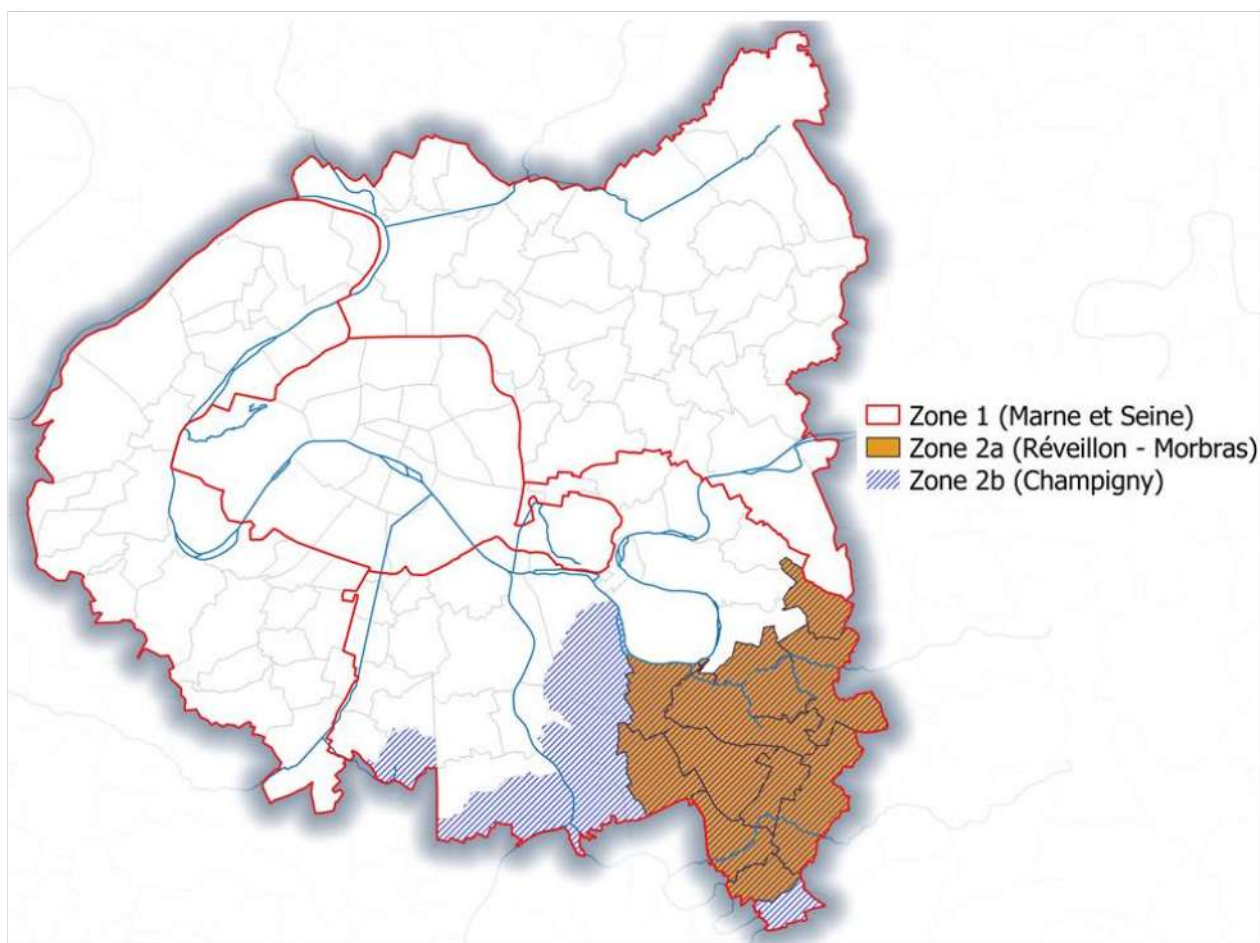 Zone 1 (Marne et Seine)
Zone 2a (Réveillon - Morbras)
Zone 2b (Champigny)